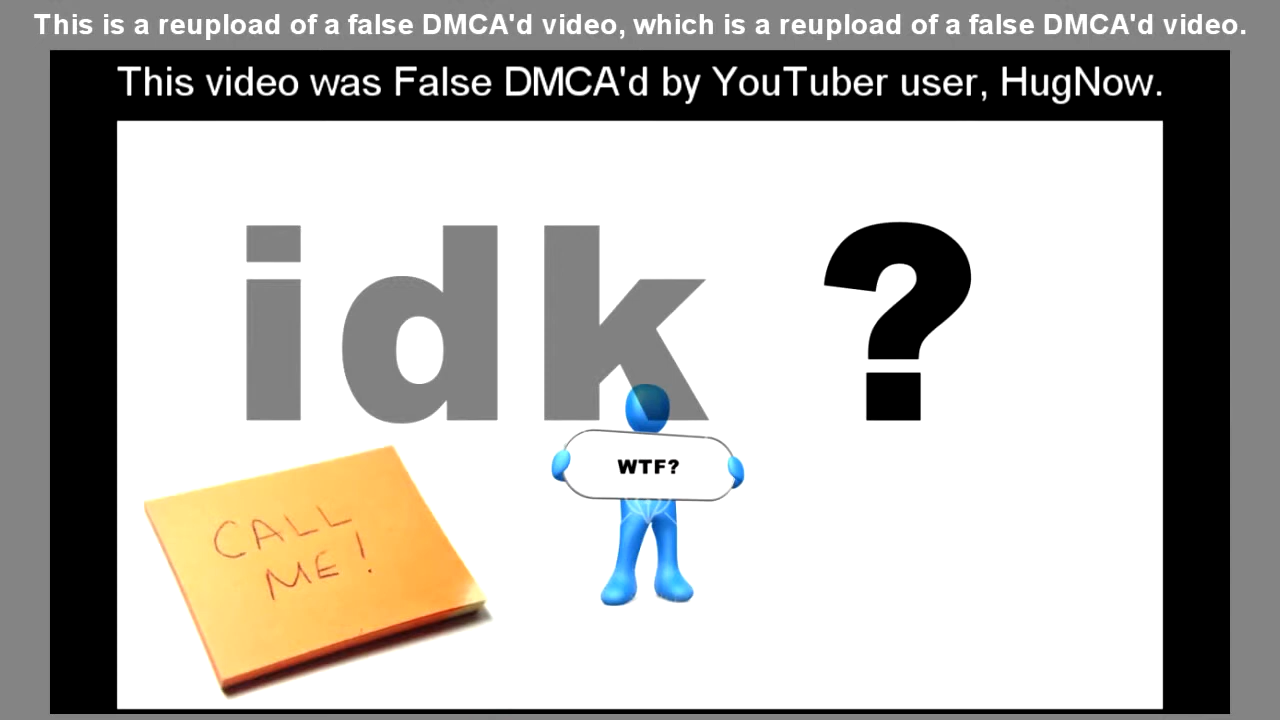 This is a reupload of a false DMCA'd video, which is a reupload of a false DMCA'd video.
This video was False DMCA'd by YouTuber user, HugNow.
idk ?
WTF?
CALL
ME!